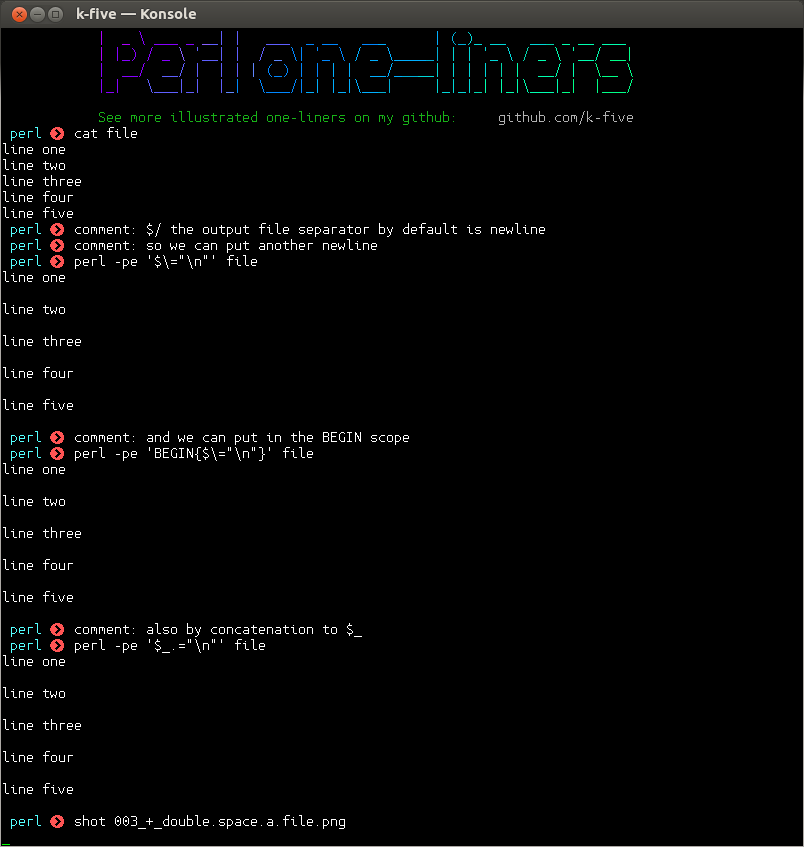 k-five — Konsole
Perl one-liners
See more illustrated one-liners on my github: github.com/k-five
perl cat file
line one
line two
line three
line four
line five
perl comment: $/ the output file separator by default is newline
perl comment: so we can put another newline
perl perl -pe '$\="\n"' file
line one
line two
line three
line four
line five
perl comment: and we can put in the BEGIN scope
perl perl -pe 'BEGIN{$\="\n"}' file
line one
line two
line three
line four
line five
perl comment: also by concatenation to $_
perl perl -pe '$_.="\n"' file
line one
line two
line three
line four
line five
perl shot 003_+_double.space.a.file.png